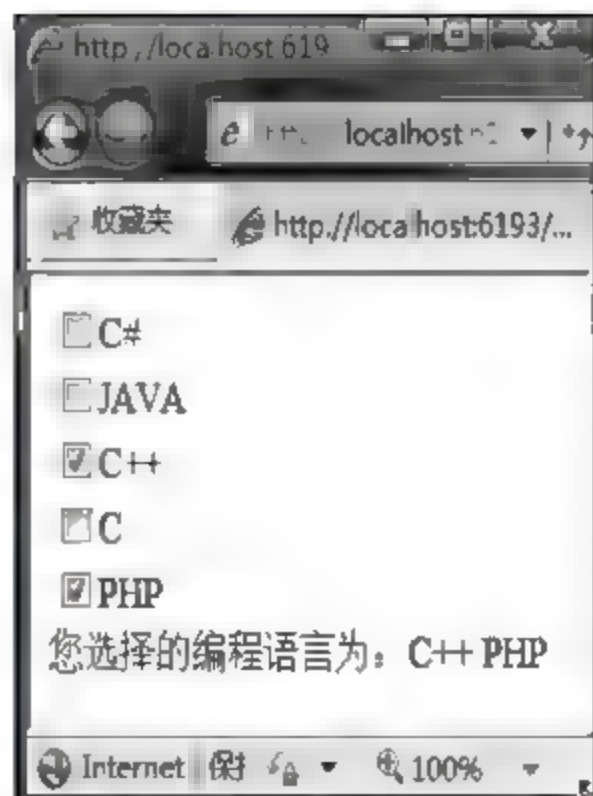 http://localhost:619
localhost
收藏夹
http://localhost:6193/...
C#
JAVA
C++
C
PHP
您选择的编程语言为：C++ PHP
Internet
100%